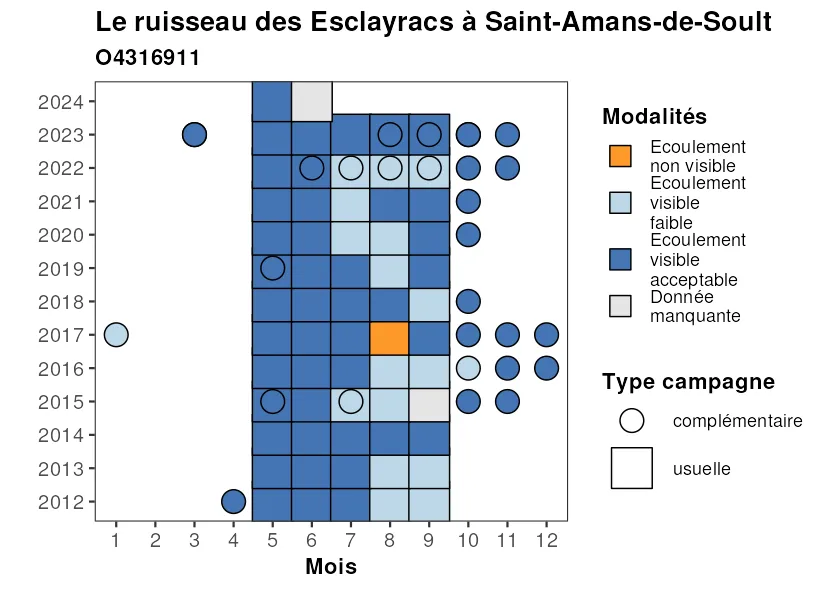 Le ruisseau des Esclayracs à Saint-Amans-de-Soult
O4316911
2024
2023
2022
2021
2020
2019
2018
2017
2016
2015
2014
2013
2012
1 2 3 4 5 6 7 8 9 10 11 12
Mois
Modalités
Ecoulement
non visible
Ecoulement
visible
faible
Ecoulement
visible
acceptable
Donnée
manquante
Type campagne
complémentaire
usuelle